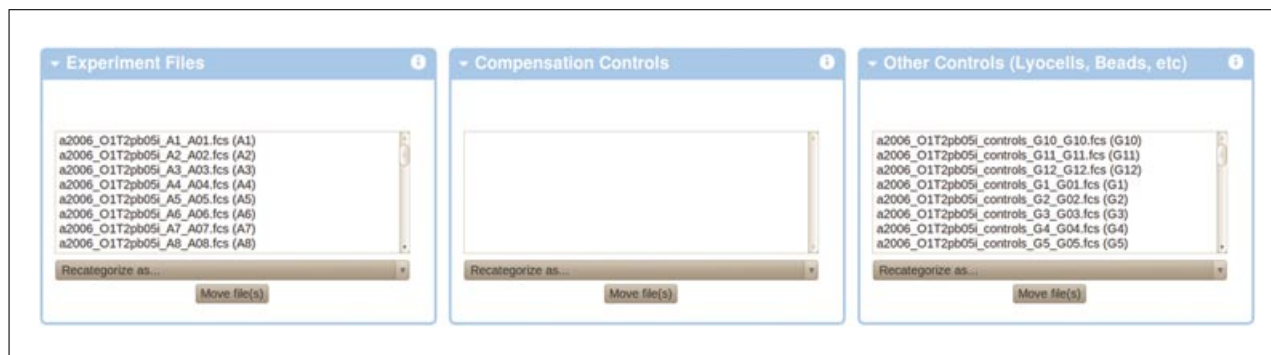 Experiment Files
a2006_O1T2pb05i_A1_A01.fcs (A1)
a2006_O1T2pb05i_A2_A02.fcs (A2)
a2006_O1T2pb05i_A3_A03.fcs (A3)
a2006_O1T2pb05i_A4_A04.fcs (A4)
a2006_O1T2pb05i_A5_A05.fcs (A5)
a2006_O1T2pb05i_A6_A06.fcs (A6)
a2006_O1T2pb05i_A7_A07.fcs (A7)
a2006_O1T2pb05i_A8_A08.fcs (A8)
Recategorize as...
Move file(s)
Compensation Controls
Recategorize as...
Move file(s)
Other Controls (Lyocells, Beads, etc)
a2006_O1T2pb05i_controls_G10_G10.fcs (G10)
a2006_O1T2pb05i_controls_G11_G11.fcs (G11)
a2006_O1T2pb05i_controls_G12_G12.fcs (G12)
a2006_O1T2pb05i_controls_G1_G01.fcs (G1)
a2006_O1T2pb05i_controls_G2_G02.fcs (G2)
a2006_O1T2pb05i_controls_G3_G03.fcs (G3)
a2006_O1T2pb05i_controls_G4_G04.fcs (G4)
a2006_O1T2pb05i_controls_G5_G05.fcs (G5)
Recategorize as...
Move file(s)